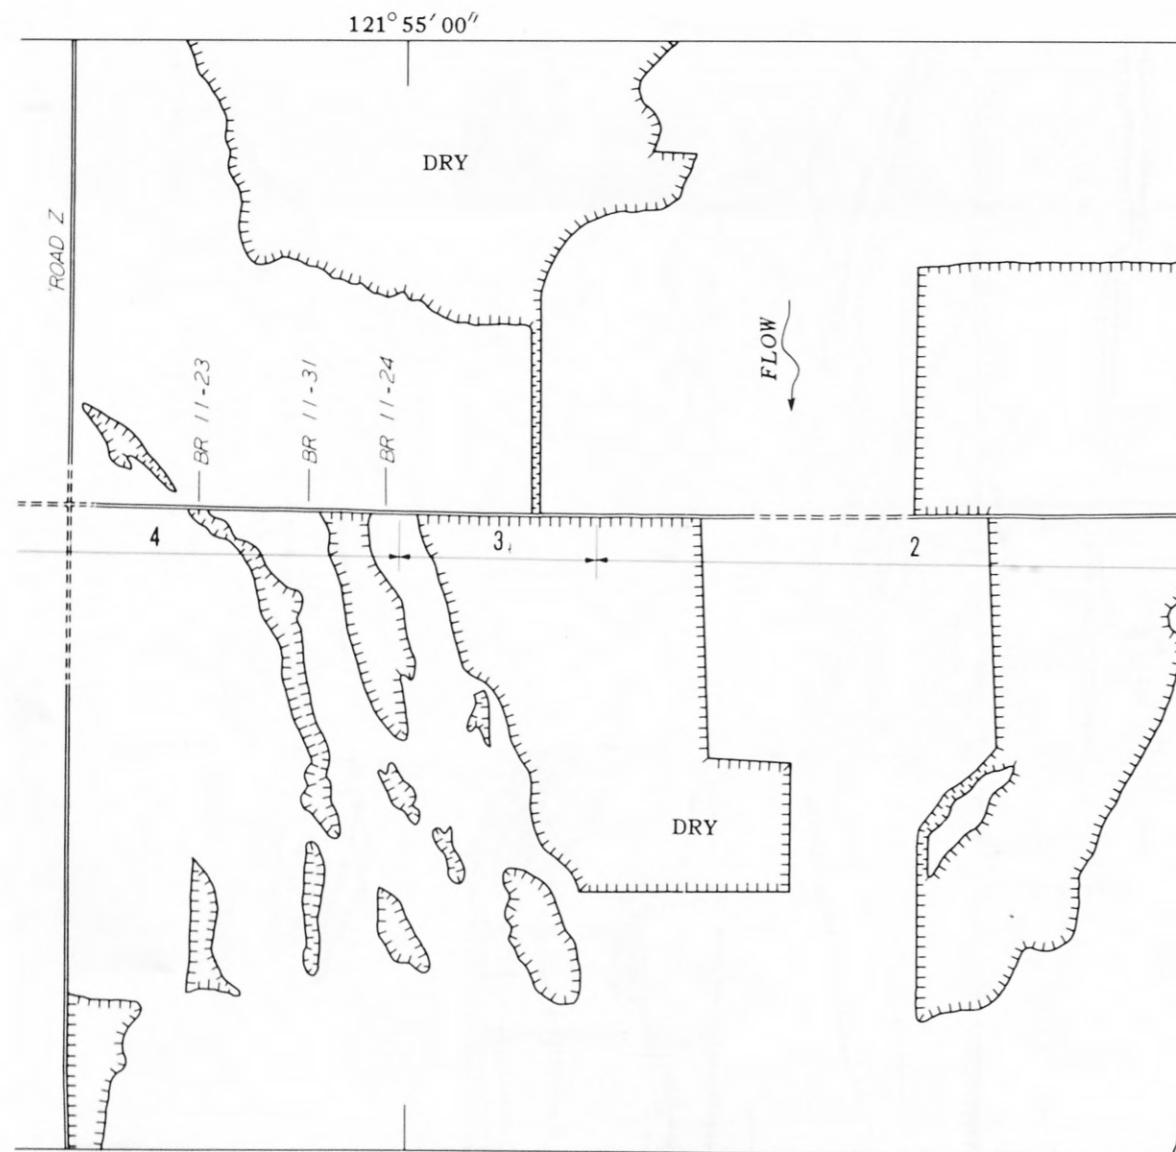 121° 55′ 00″
DRY
ROAD Z
FLOW
BR 11-23
BR 11-31
BR 11-24
4
3
2
DRY